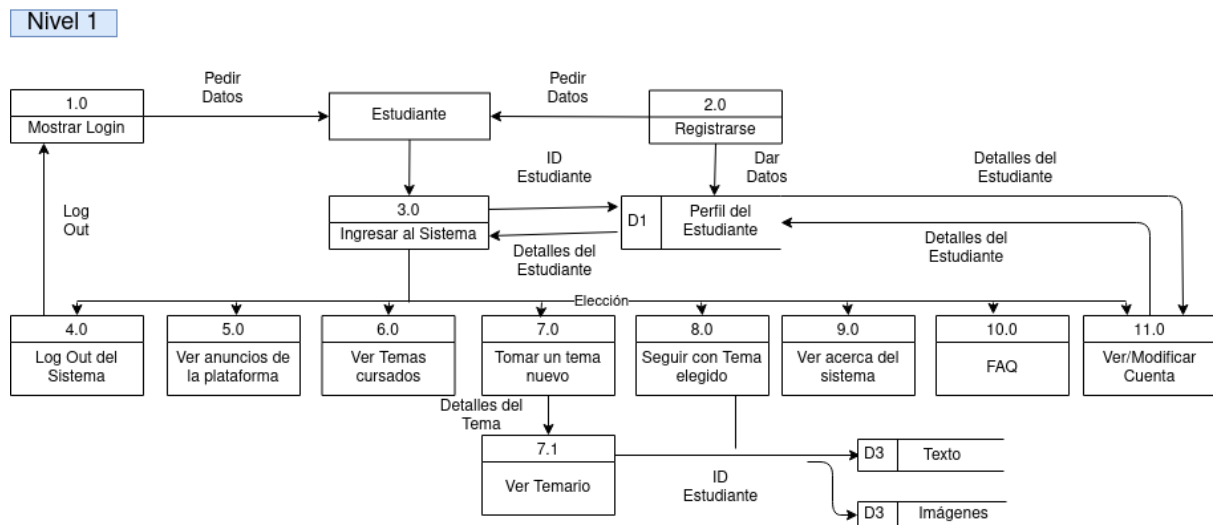 Nivel 1
Pedir
Datos
Pedir
Datos
1.0
Mostrar Login
Estudiante
2.0
Registrarse
ID
Estudiante
Dar
Datos
Detalles del
Estudiante
Log
Out
3.0
Ingresar al Sistema
D1
Perfil del
Estudiante
Detalles del
Estudiante
Detalles del
Estudiante
Elección
4.0
Log Out del
Sistema
5.0
Ver anuncios de
la plataforma
6.0
Ver Temas
cursados
7.0
Tomar un tema
nuevo
8.0
Seguir con Tema
elegido
9.0
Ver acerca del
sistema
10.0
FAQ
11.0
Ver/Modificar
Cuenta
Detalles del
Tema
7.1
Ver Temario
ID
Estudiante
D3
Texto
D3
Imágenes